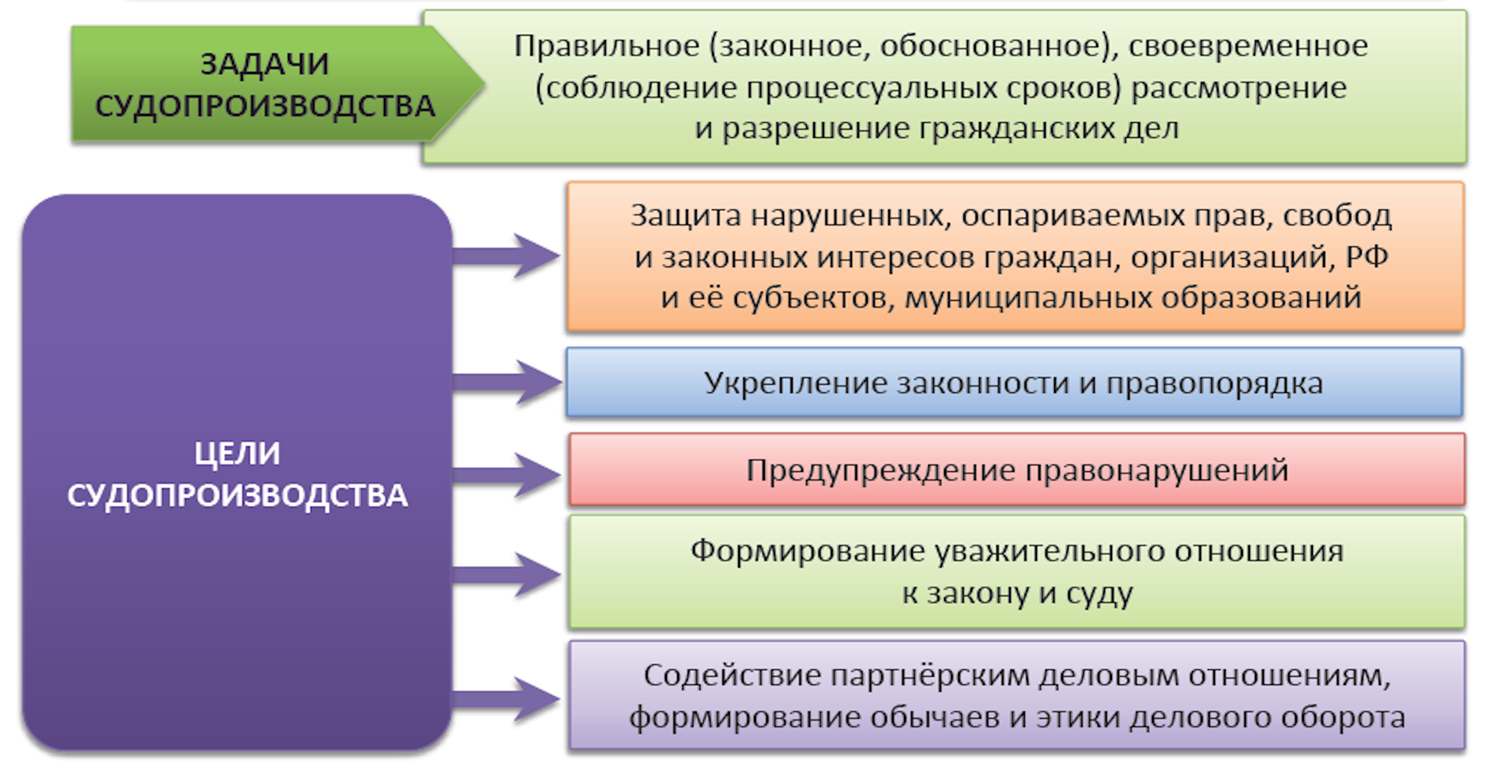 ЗАДАЧИ
СУДОПРОИЗВОДСТВА
Правильное (законное, обоснованное), своевременное
(соблюдение процессуальных сроков) рассмотрение
и разрешение гражданских дел
ЦЕЛИ
СУДОПРОИЗВОДСТВА
Защита нарушенных, оспариваемых прав, свобод
и законных интересов граждан, организаций, РФ
и её субъектов, муниципальных образований
Укрепление законности и правопорядка
Предупреждение правонарушений
Формирование уважительного отношения
к закону и суду
Содействие партнёрским деловым отношениям,
формирование обычаев и этики делового оборота